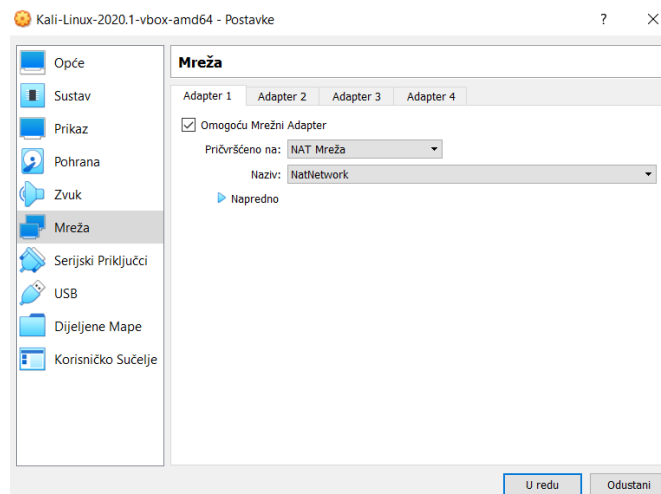 Kali-Linux-2020.1-vbox-amd64 - Postavke
?
Opće
Sustav
Prikaz
Pohrana
Zvuk
Mreža
Serijski Priključci
USB
Dijeljene Mape
Korisničko Sučelje
Mreža
Adapter 1 Adapter 2 Adapter 3 Adapter 4
Omogoću Mrežni Adapter
Pričvršćeno na: NAT Mreža
Naziv: NatNetwork
Napredno
U redu Odustani